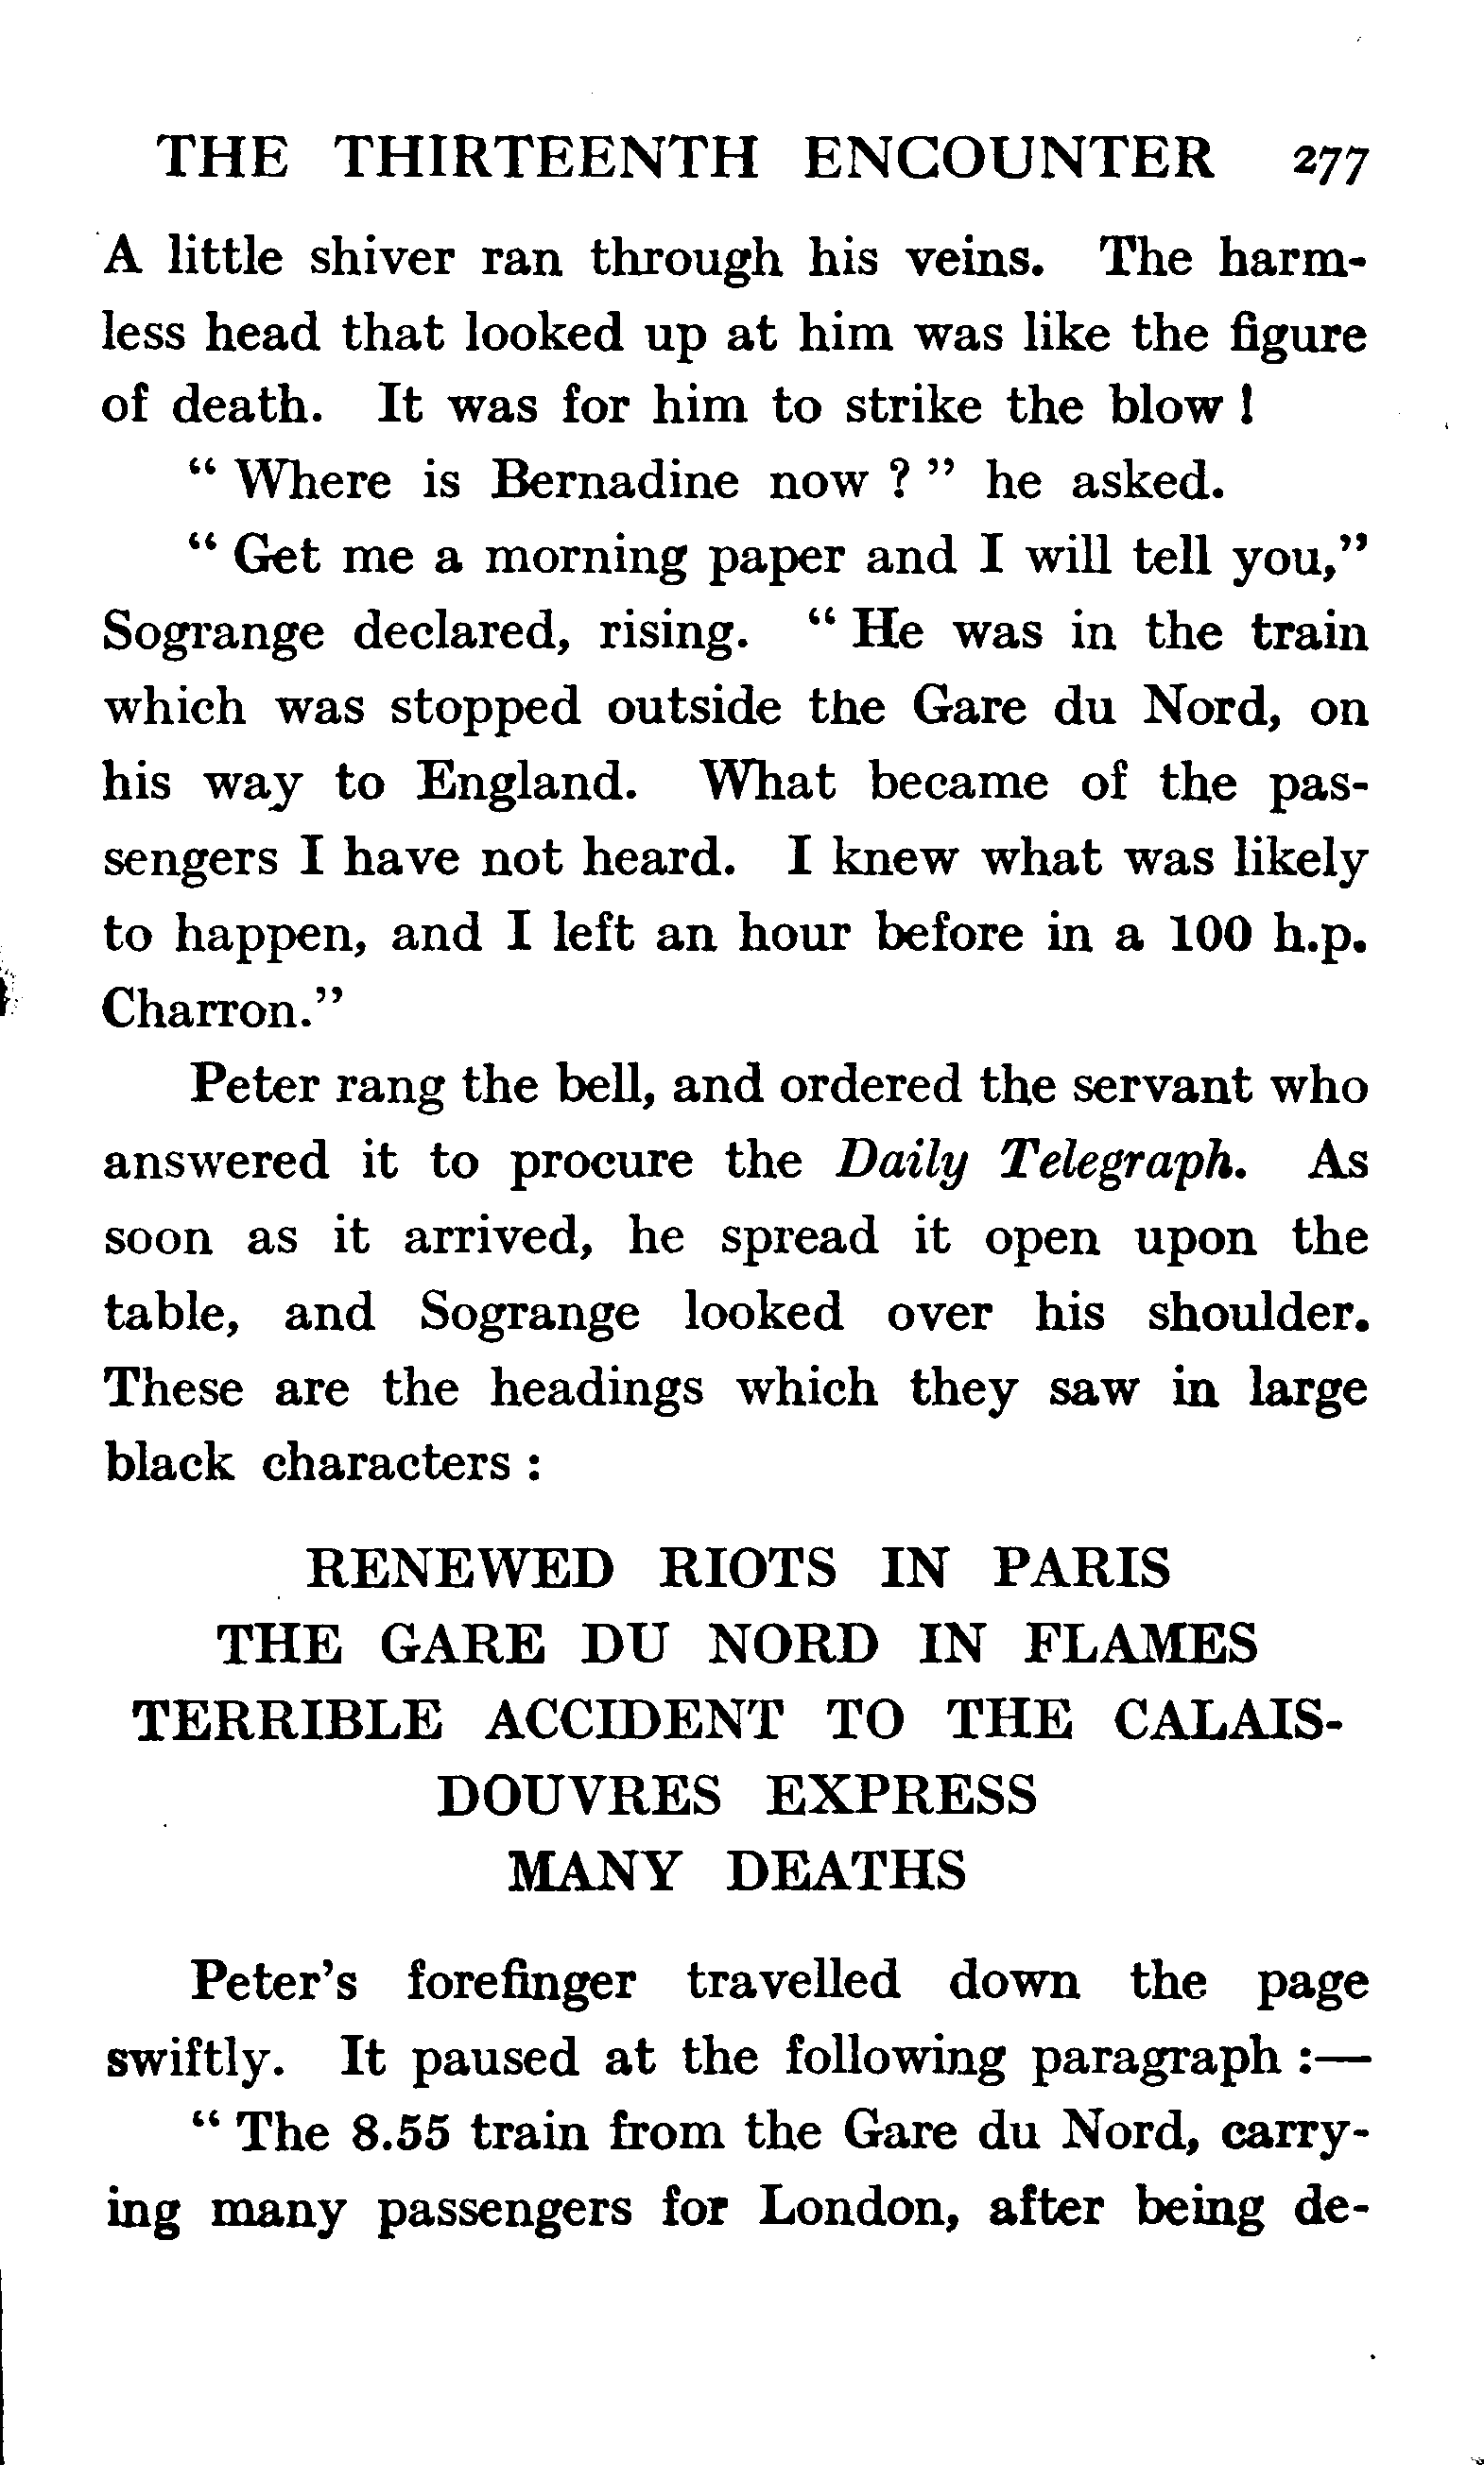 THE THIRTEENTH ENCOUNTER 277
A little shiver ran through his veins. The harm-
less head that looked up at him was like the figure
of death. It was for him to strike the blow !
“ Where is Bernadine now ? ” he asked.
“ Get me a morning paper and I will tell you,”
Sogrange declared, rising. “ He was in the train
which was stopped outside the Gare du Nord, on
his way to England. What became of the pas-
sengers I have not heard. I knew what was likely
to happen, and I left an hour before in a 100 h.p.
Charron.”
Peter rang the bell, and ordered the servant who
answered it to procure the Daily Telegraph. As
soon as it arrived, he spread it open upon the
table, and Sogrange looked over his shoulder.
These are the headings which they saw in large
black characters :
RENEWED RIOTS IN PARIS
THE GARE DU NORD IN FLAMES
TERRIBLE ACCIDENT TO THE CALAIS-
DOUVRES EXPRESS
MANY DEATHS
Peter’s forefinger travelled down the page
swiftly. It paused at the following paragraph :—
“ The 8.55 train from the Gare du Nord, carry-
ing many passengers for London, after being de-